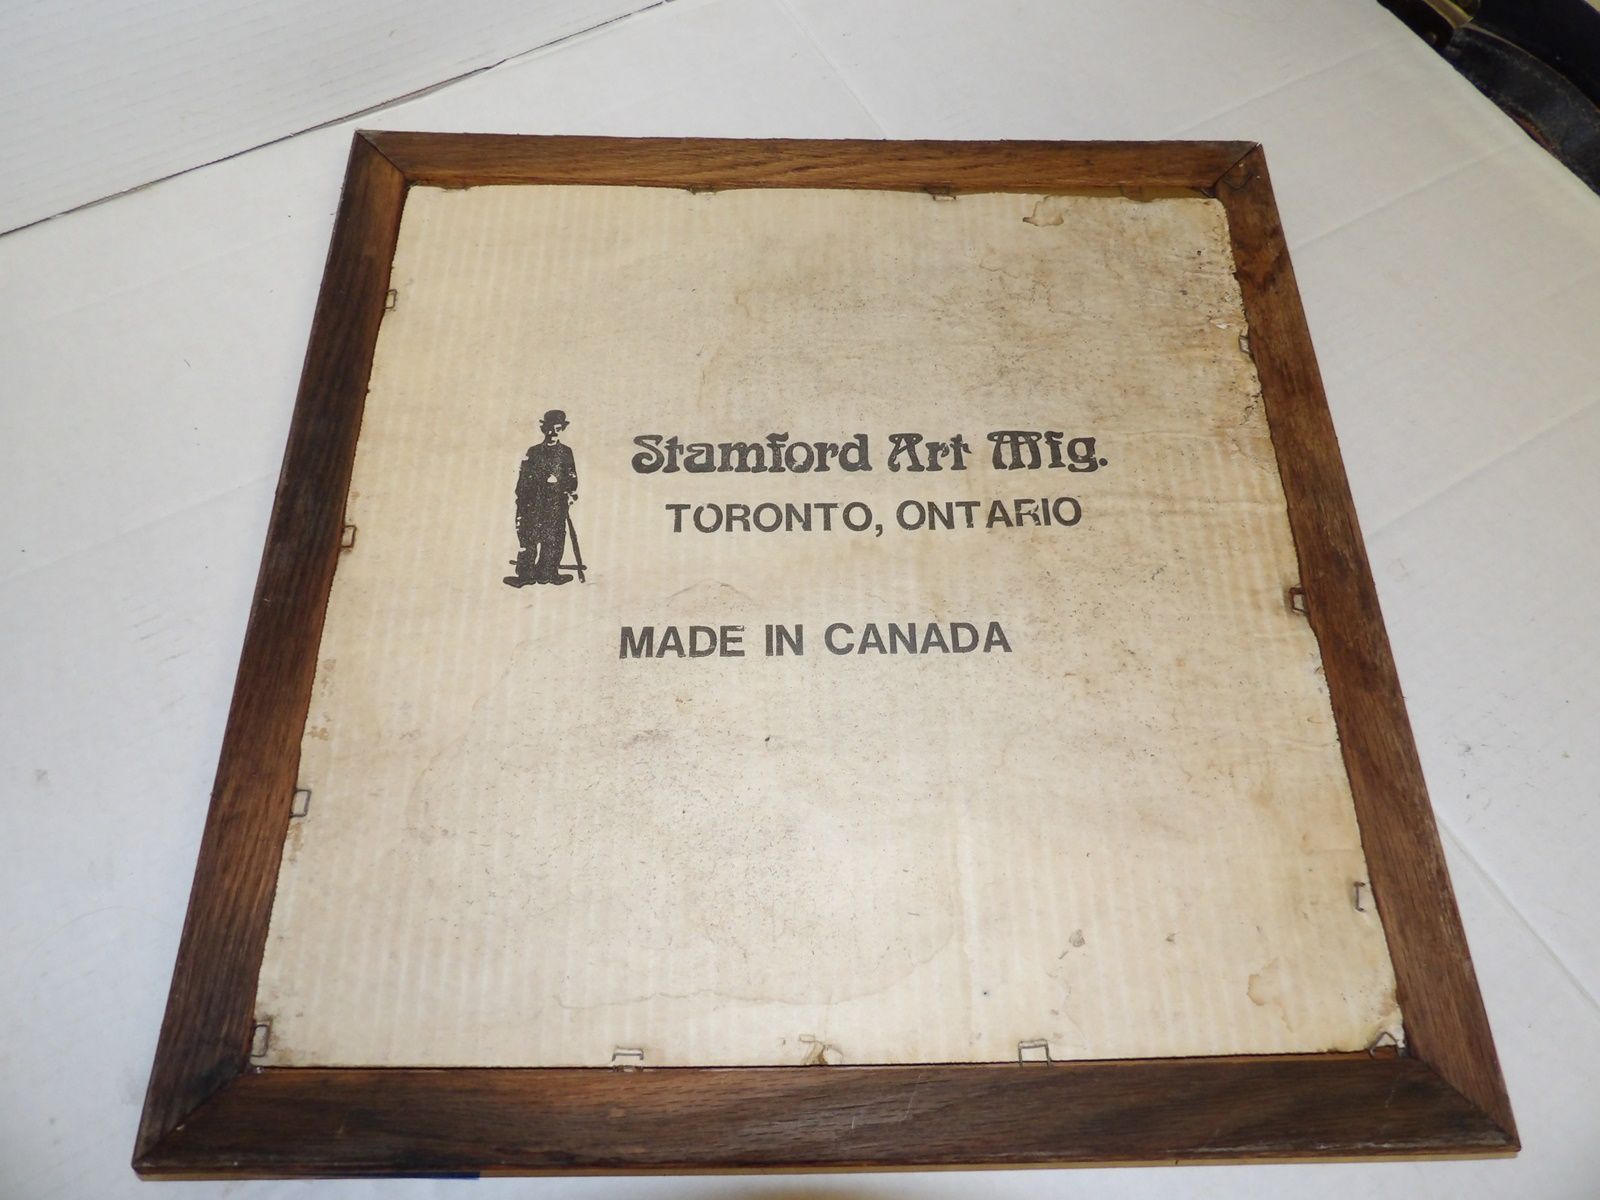 Stamford Art Mfg.
TORONTO, ONTARIO
MADE IN CANADA